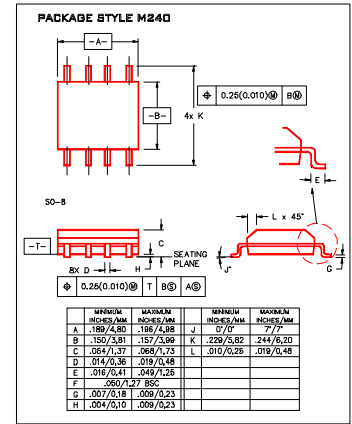 PACKAGE STYLE M240
-A-
-B-
4x K
⌖ 0.25(0.010)Ⓜ BⓂ
E
SO-8
L x 45°
-T-
C
SEATING
PLANE
8X D
H
J°
G
⌖ 0.25(0.010)Ⓜ T BⓈ AⓈ
MINIMUM INCHES/MM MAXIMUM INCHES/MM MINIMUM INCHES/MM MAXIMUM INCHES/MM
A .189/4,80 .196/4,98 J 0°/0° 7°/7°
B .150/3,81 .157/3,99 K .229/5,82 .244/6,20
C .054/1,37 .068/1,73 L .010/0,25 .019/0,48
D .014/0,36 .019/0,48
E .016/0,41 .049/1,25
F .050/1,27 BSC
G .007/0,18 .009/0,23
H .004/0,10 .009/0,23